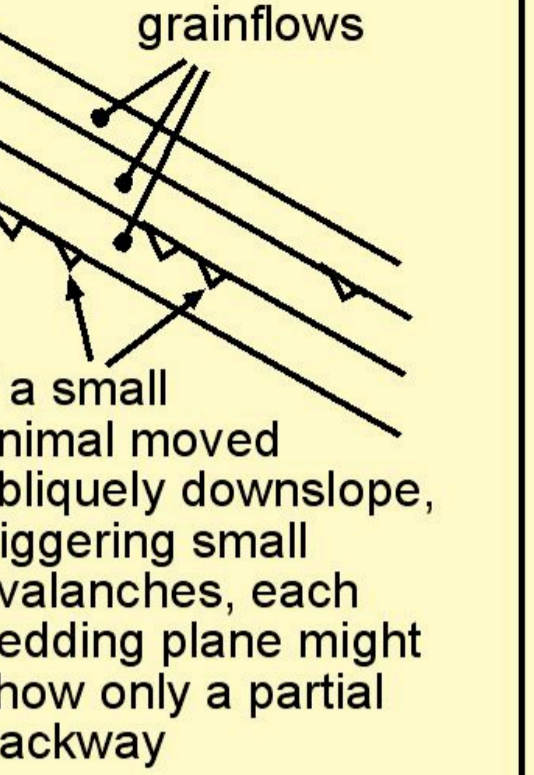 grainflows
a small
nimal moved
bliquely downslope,
iggering small
valanches, each
edding plane might
how only a partial
ackway